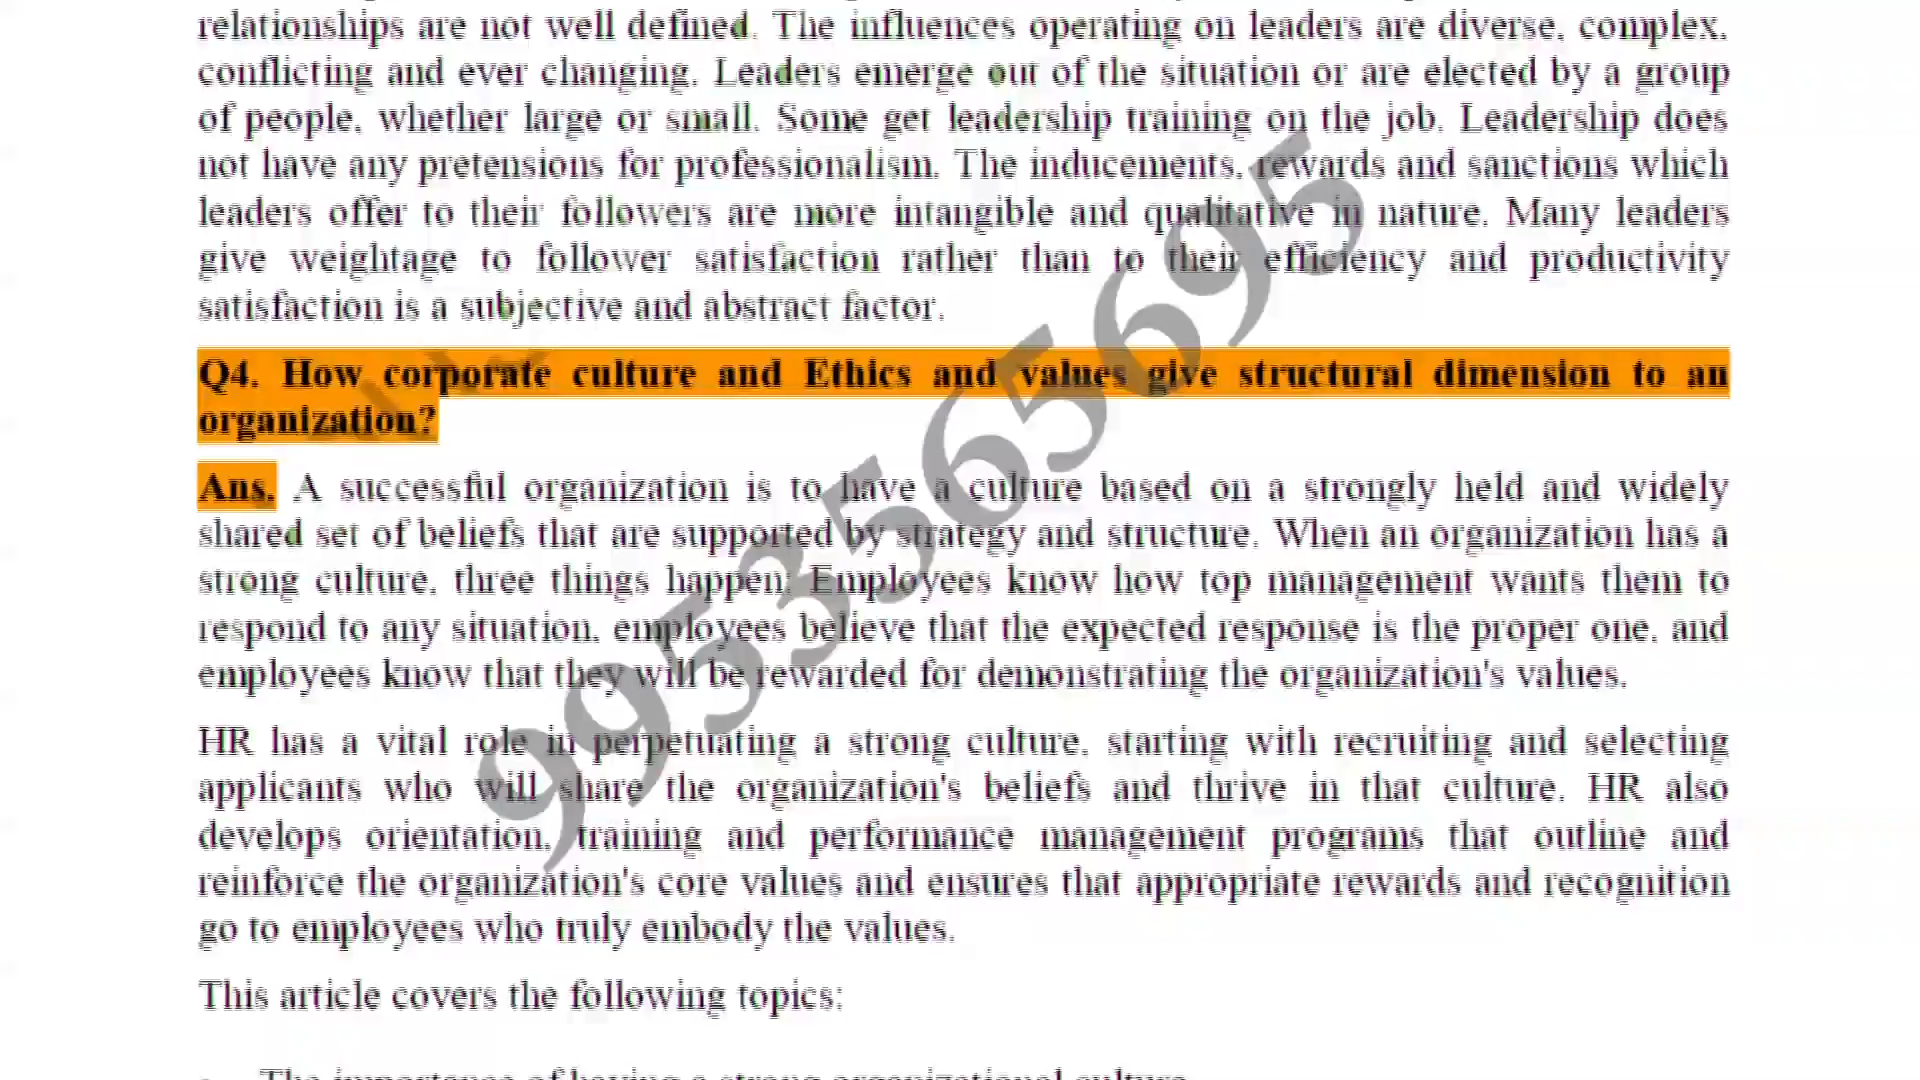 relationships are not well defined. The influences operating on leaders are diverse, complex,
conflicting and ever changing. Leaders emerge out of the situation or are elected by a group
of people, whether large or small. Some get leadership training on the job. Leadership does
not have any pretensions for professionalism. The inducements, rewards and sanctions which
leaders offer to their followers are more intangible and qualitative in nature. Many leaders
give weightage to follower satisfaction rather than to their efficiency and productivity
satisfaction is a subjective and abstract factor.
Q4. How corporate culture and Ethics and values give structural dimension to an
organization?
Ans. A successful organization is to have a culture based on a strongly held and widely
shared set of beliefs that are supported by strategy and structure. When an organization has a
strong culture, three things happen: Employees know how top management wants them to
respond to any situation, employees believe that the expected response is the proper one, and
employees know that they will be rewarded for demonstrating the organization's values.
HR has a vital role in perpetuating a strong culture, starting with recruiting and selecting
applicants who will share the organization's beliefs and thrive in that culture. HR also
develops orientation, training and performance management programs that outline and
reinforce the organization's core values and ensures that appropriate rewards and recognition
go to employees who truly embody the values.
This article covers the following topics:
The importance of having a strong organizational culture
9953565695